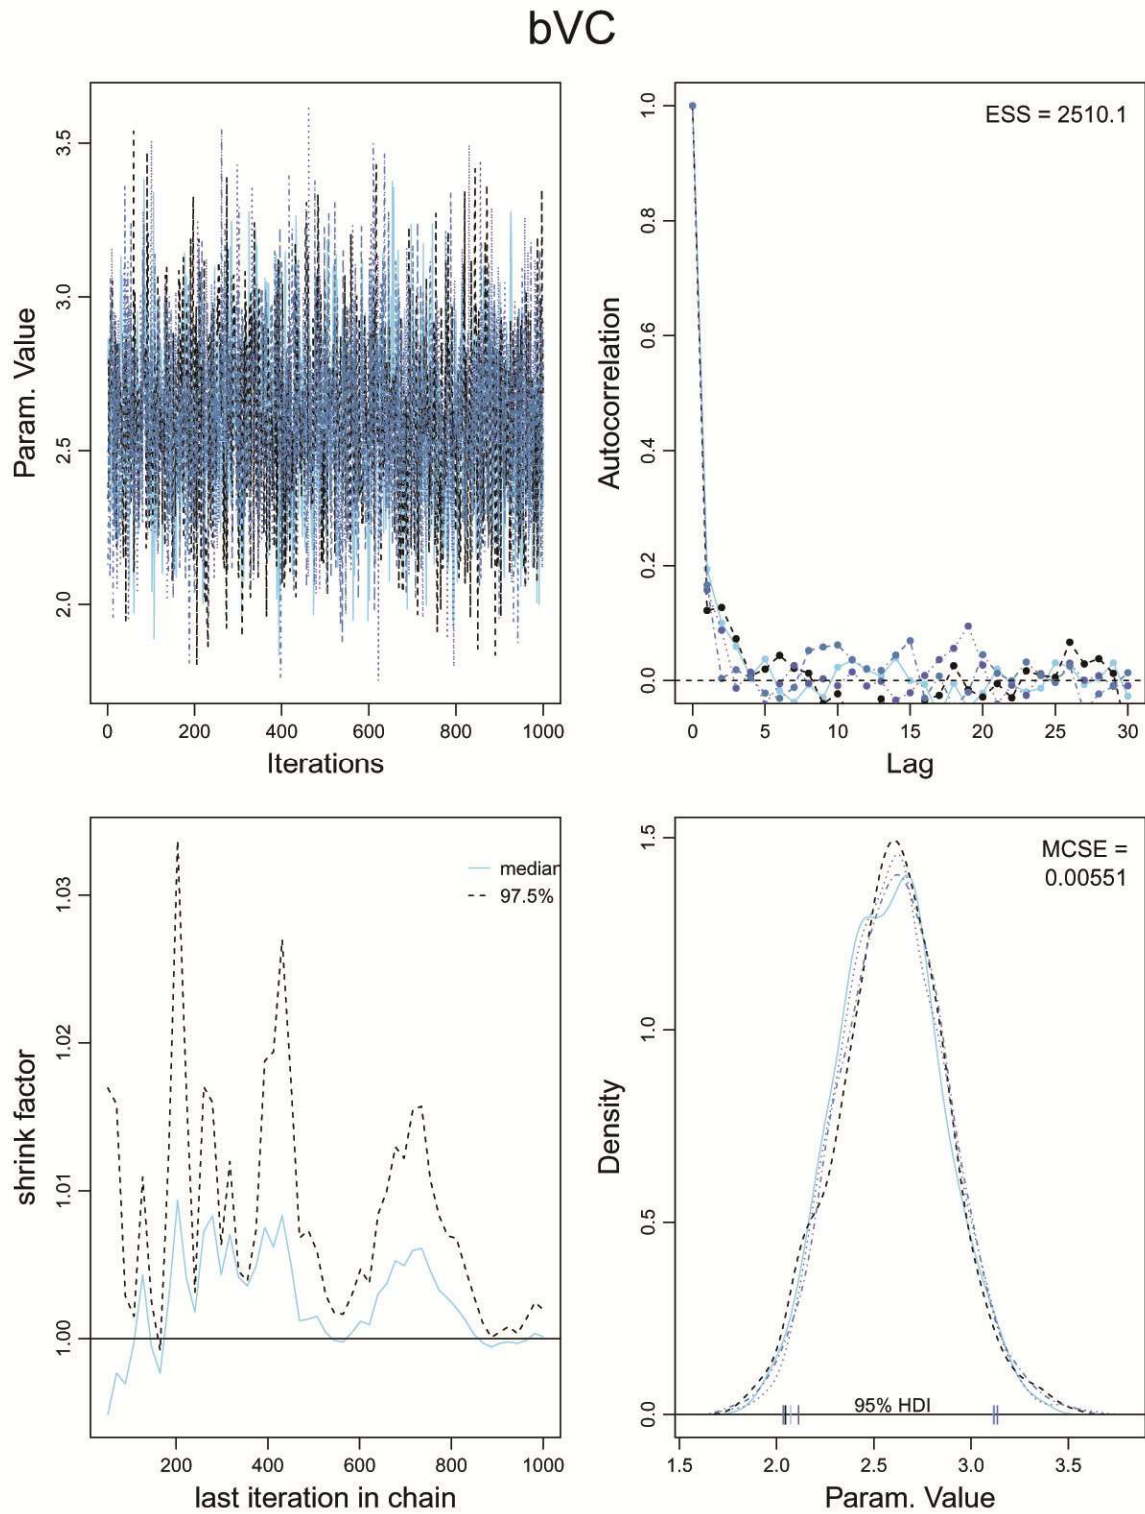 bVC
3.5
3.0
2.5
2.0
Param. Value
0 200 400 600 800 1000
Iterations
ESS = 2510.1
1.0
0.8
0.6
0.4
0.2
0.0
Autocorrelation
0 5 10 15 20 25 30
Lag
median
97.5%
1.03
1.02
1.01
1.00
shrink factor
200 400 600 800 1000
last iteration in chain
MCSE =
0.00551
1.5
1.0
0.5
0.0
Density
95% HDI
1.5 2.0 2.5 3.0 3.5
Param. Value